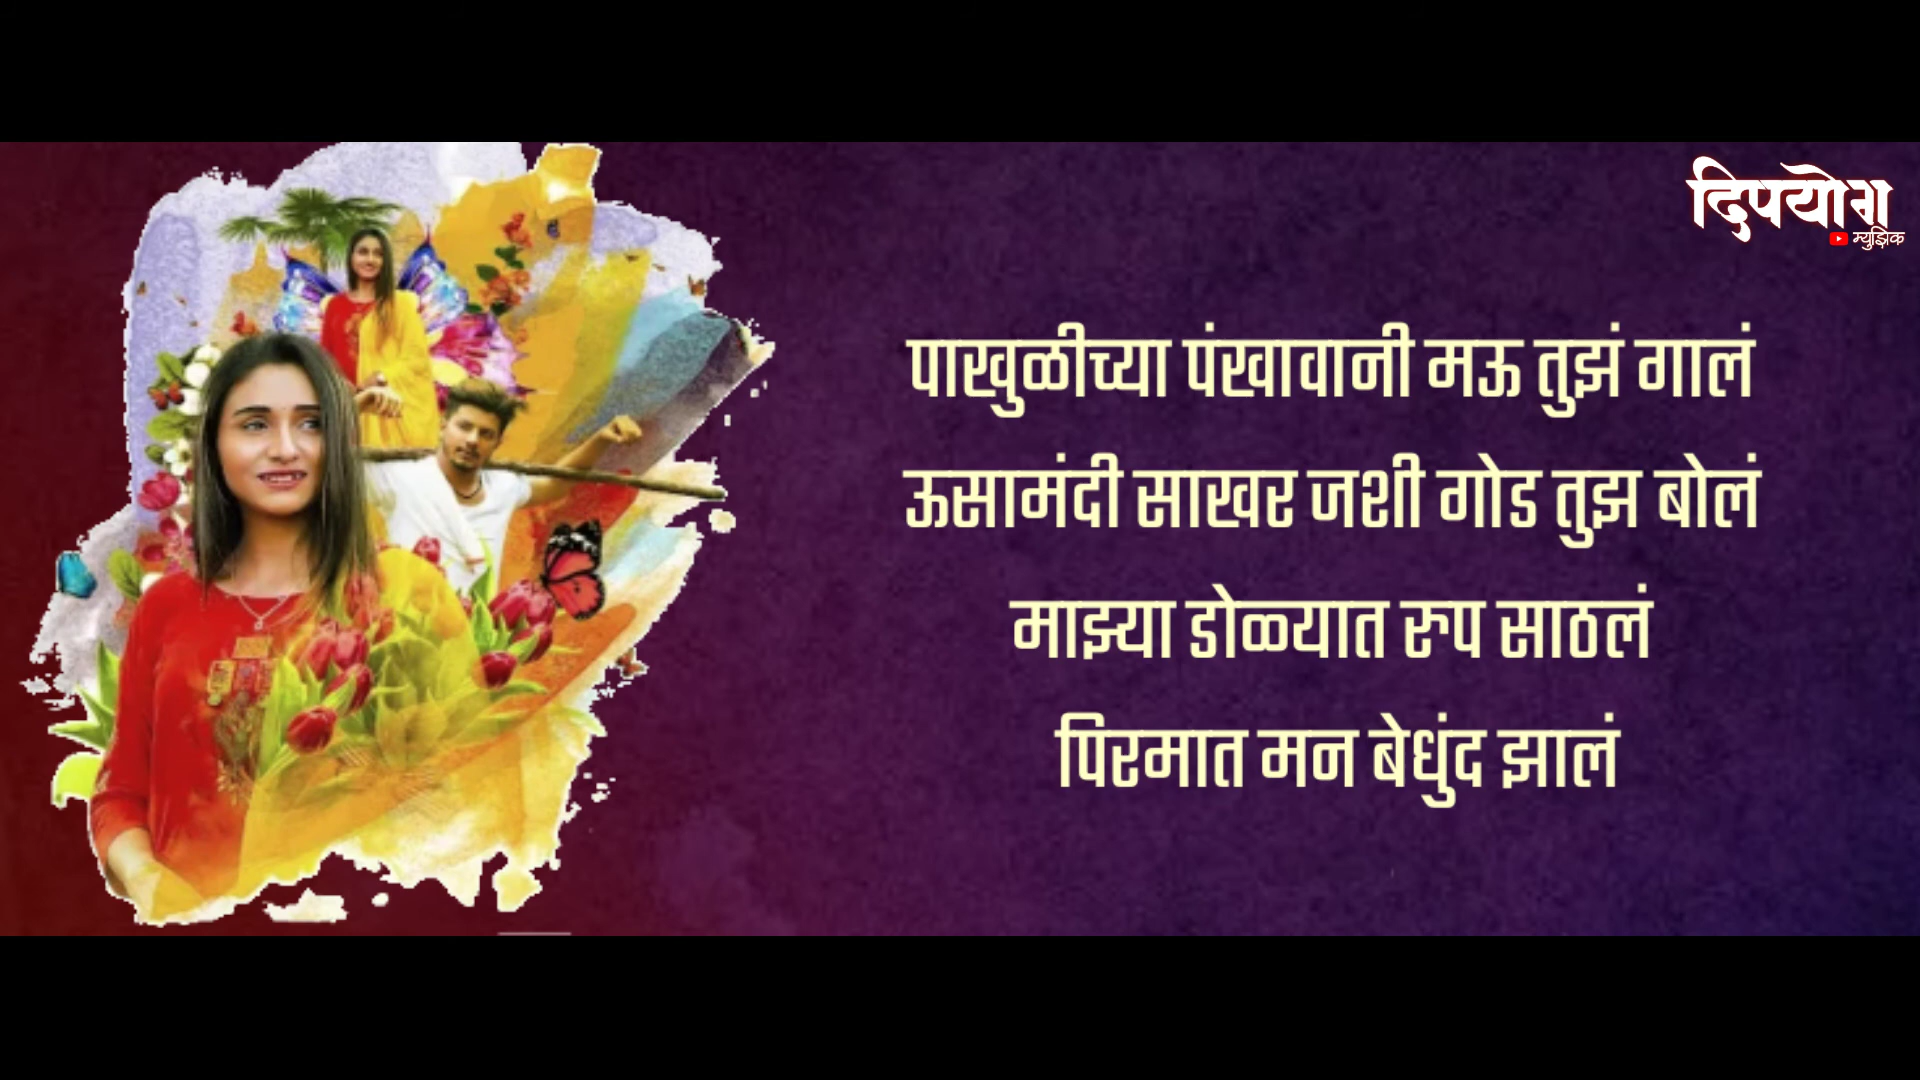 दिपयोग
म्युझिक
पाखुळीच्या पंखावानी मऊ तुझं गालं
ऊसामंदी साखर जशी गोड तुझ बोलं
माझ्या डोळ्यात रुप साठलं
पिरमात मन बेधुंद झालं